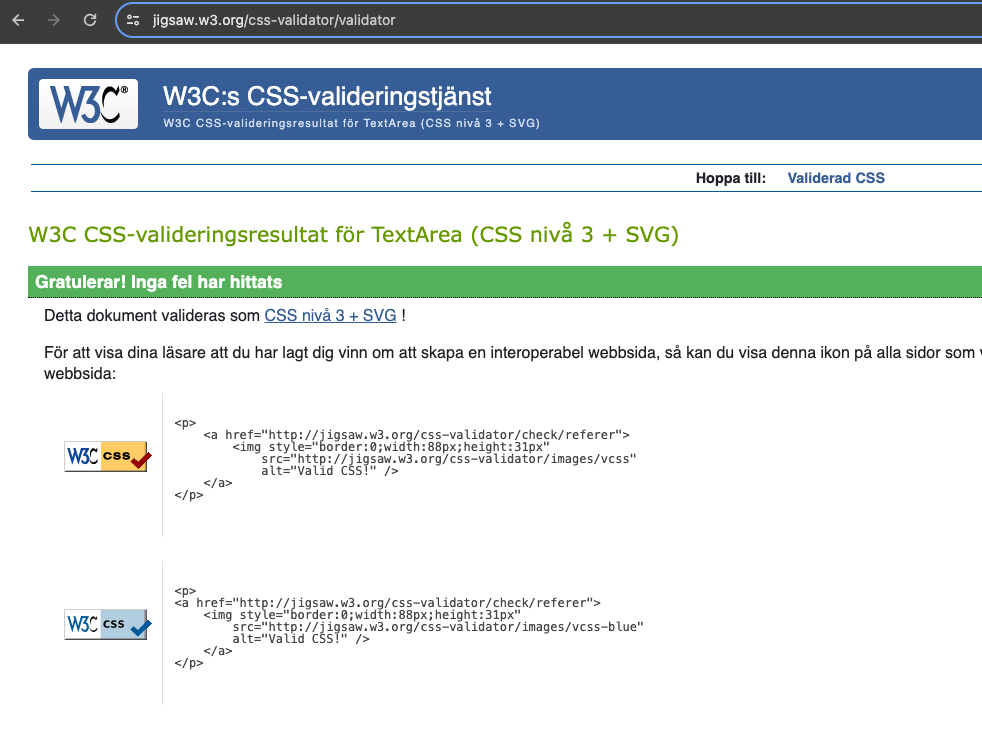 jigsaw.w3.org/css-validator/validator
W3C®
W3C:s CSS-valideringstjänst
W3C CSS-valideringsresultat för TextArea (CSS nivå 3 + SVG)
Hoppa till: Validerad CSS
W3C CSS-valideringsresultat för TextArea (CSS nivå 3 + SVG)
Gratulerar! Inga fel har hittats
Detta dokument valideras som CSS nivå 3 + SVG !
För att visa dina läsare att du har lagt dig vinn om att skapa en interoperabel webbsida, så kan du visa denna ikon på alla sidor som
webbsida:
W3C css
<p>
    <a href="http://jigsaw.w3.org/css-validator/check/referer">
        <img style="border:0;width:88px;height:31px"
            src="http://jigsaw.w3.org/css-validator/images/vcss"
            alt="Valid CSS!" />
    </a>
</p>
W3C css
<p>
<a href="http://jigsaw.w3.org/css-validator/check/referer">
    <img style="border:0;width:88px;height:31px"
        src="http://jigsaw.w3.org/css-validator/images/vcss-blue"
        alt="Valid CSS!" />
    </a>
</p>